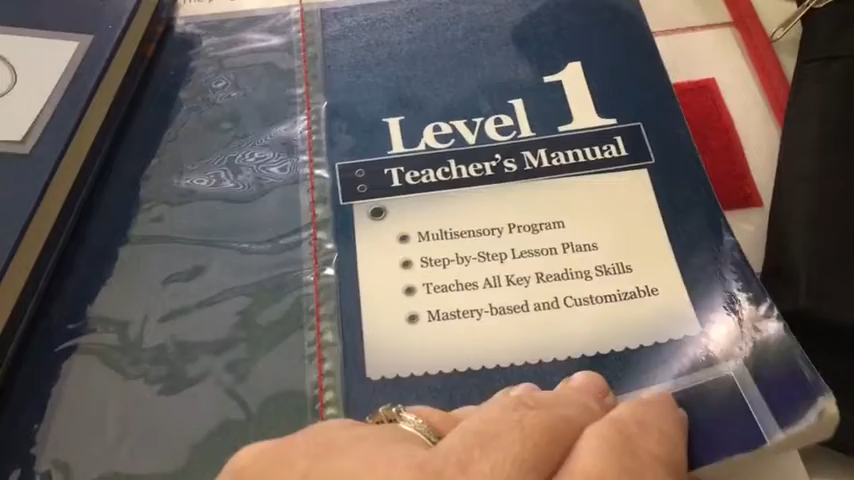 Level 1
Teacher's Manual
Multisensory Program
Step-by-Step Lesson Plans
Teaches All Key Reading Skills
Mastery-based and Customizable